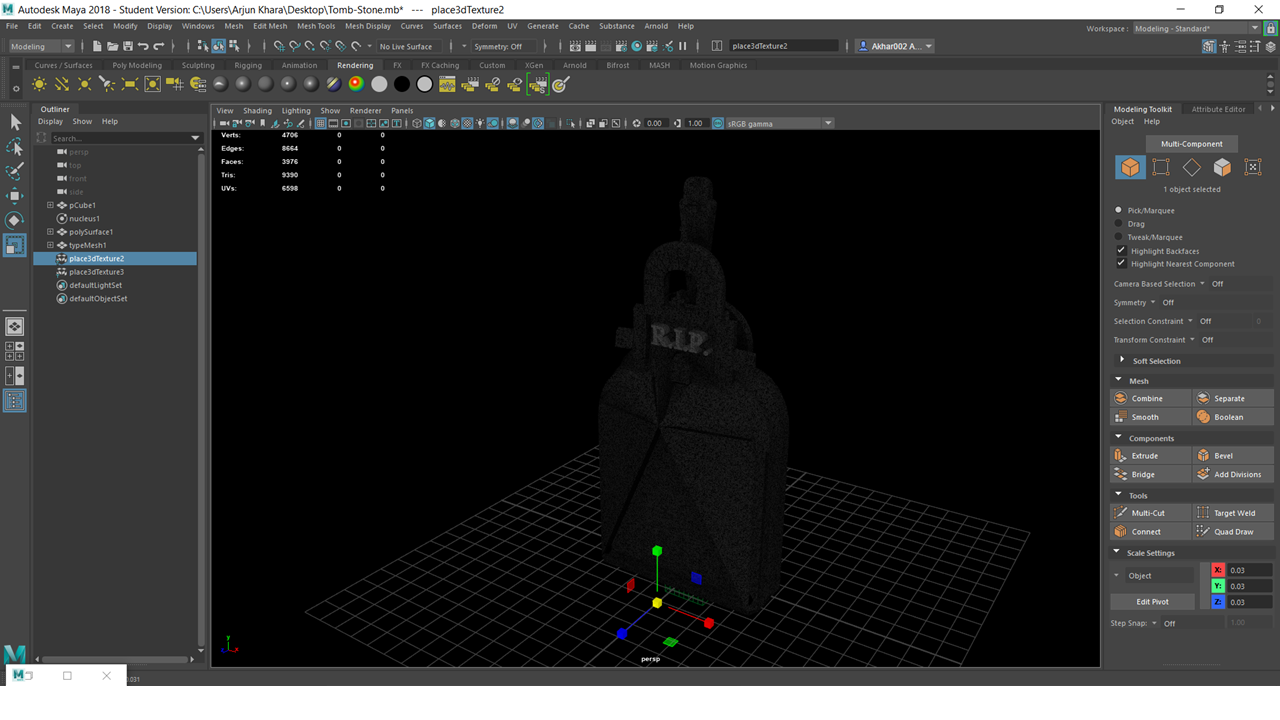 Autodesk Maya 2018 - Student Version: C:\Users\Arjun Khara\Desktop\Tomb-Stone.mb* --- place3dTexture2
File Edit Create Select Modify Display Windows Mesh Edit Mesh Mesh Tools Mesh Display Curves Surfaces Deform UV Generate Cache Substance Arnold Help
Workspace : Modeling - Standard*
Modeling No Live Surface Symmetry: Off place3dTexture2 Akhar002 A...
Curves / Surfaces Poly Modeling Sculpting Rigging Animation Rendering FX FX Caching Custom XGen Arnold Bifrost MASH Motion Graphics
Outliner
Display Show Help
Search...
persp
top
front
side
pCube1
nucleus1
polySurface1
typeMesh1
place3dTexture2
place3dTexture3
defaultLightSet
defaultObjectSet
View Shading Lighting Show Renderer Panels
0.00 1.00 sRGB gamma
Verts: 4706 0 0
Edges: 8664 0 0
Faces: 3976 0 0
Tris: 9390 0 0
UVs: 6598 0 0
R.I.P.
persp
Modeling Toolkit Attribute Editor
Object Help
Multi-Component
1 object selected
Pick/Marquee
Drag
Tweak/Marquee
Highlight Backfaces
Highlight Nearest Component
Camera Based Selection Off
Symmetry Off
Selection Constraint Off 0
Transform Constraint Off
Soft Selection
Mesh
Combine Separate
Smooth Boolean
Components
Extrude Bevel
Bridge Add Divisions
Tools
Multi-Cut Target Weld
Connect Quad Draw
Scale Settings
Object X: 0.03
Y: 0.03
Edit Pivot Z: 0.03
Step Snap: Off 1.00